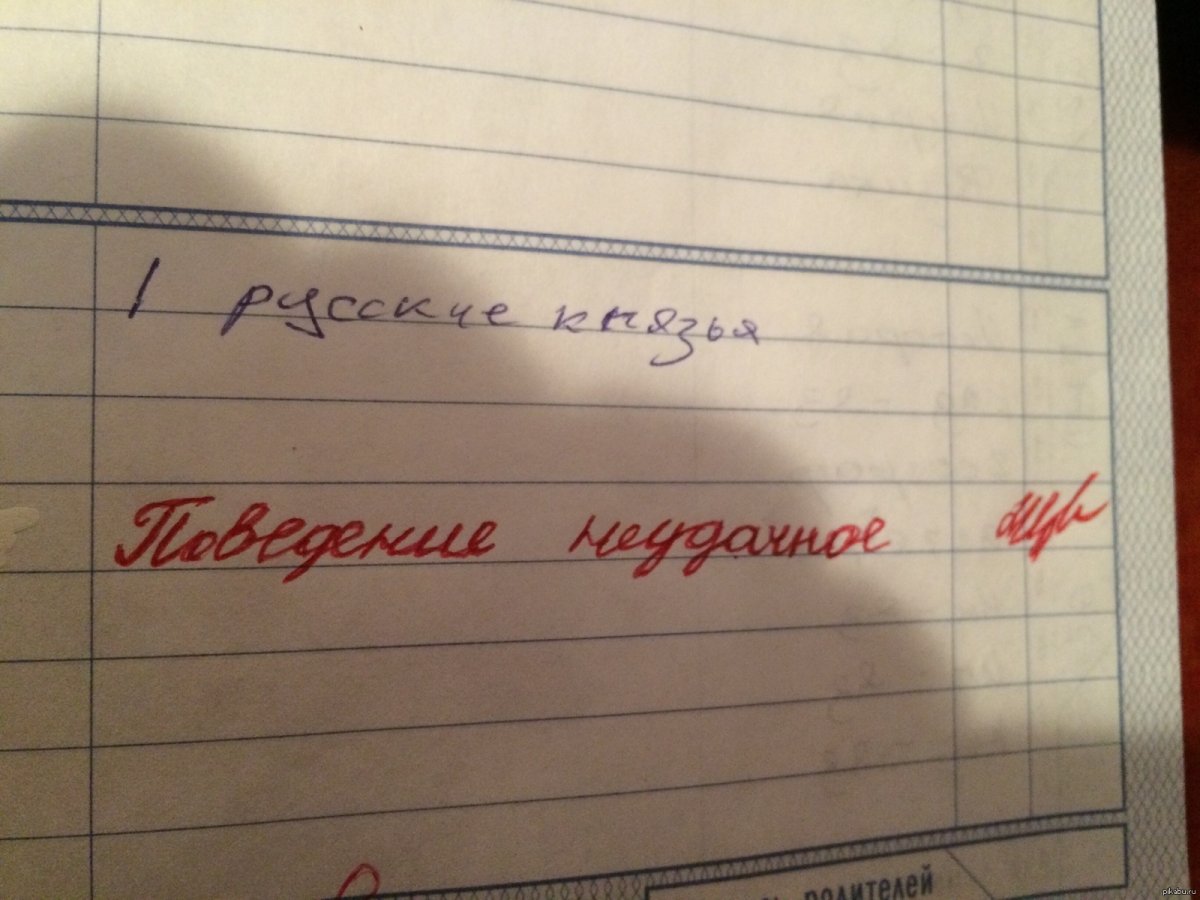 1 русские князья
Поведение неудачное
родителей
pikabu.ru